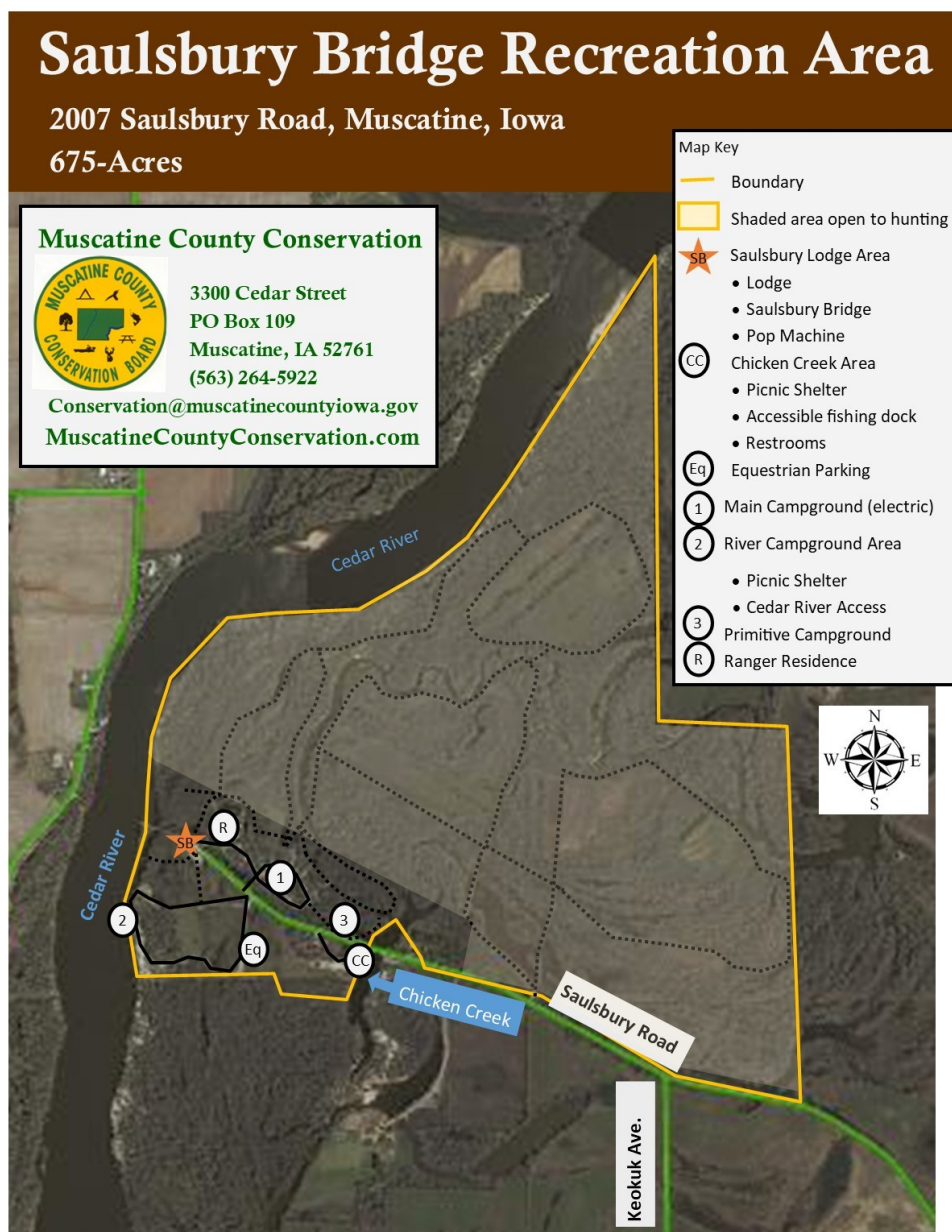 Saulsbury Bridge Recreation Area
2007 Saulsbury Road, Muscatine, Iowa
675-Acres
Muscatine County Conservation
MUSCATINE COUNTY
CONSERVATION BOARD
3300 Cedar Street
PO Box 109
Muscatine, IA 52761
(563) 264-5922
Conservation@muscatinecountyiowa.gov
MuscatineCountyConservation.com
Map Key
Boundary
Shaded area open to hunting
SB Saulsbury Lodge Area
• Lodge
• Saulsbury Bridge
• Pop Machine
CC Chicken Creek Area
• Picnic Shelter
• Accessible fishing dock
• Restrooms
Eq Equestrian Parking
1 Main Campground (electric)
2 River Campground Area
• Picnic Shelter
• Cedar River Access
3 Primitive Campground
R Ranger Residence
N
W E
S
Cedar River
Cedar River
SB
R
1
2
3
Eq
CC
Chicken Creek
Saulsbury Road
Keokuk Ave.